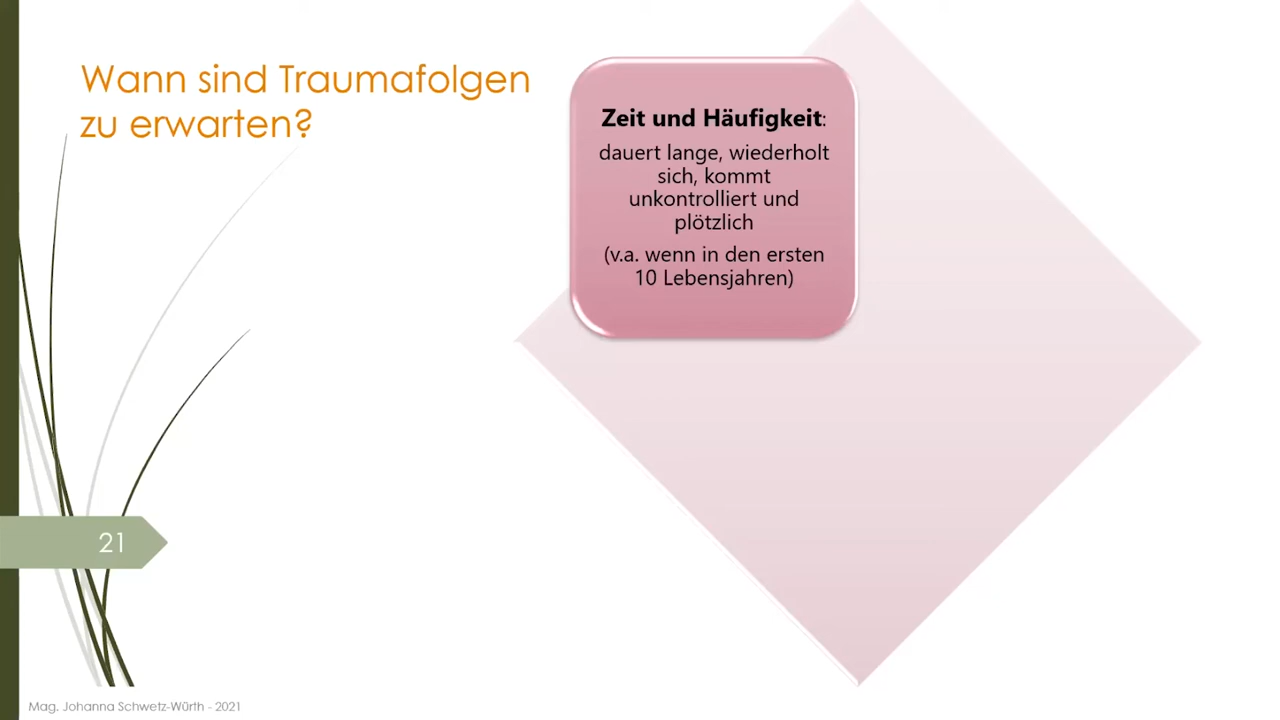 Wann sind Traumafolgen
zu erwarten?
Zeit und Häufigkeit:
dauert lange, wiederholt
sich, kommt
unkontrolliert und
plötzlich
(v.a. wenn in den ersten
10 Lebensjahren)
21
Mag. Johanna Schwetz-Würth - 2021